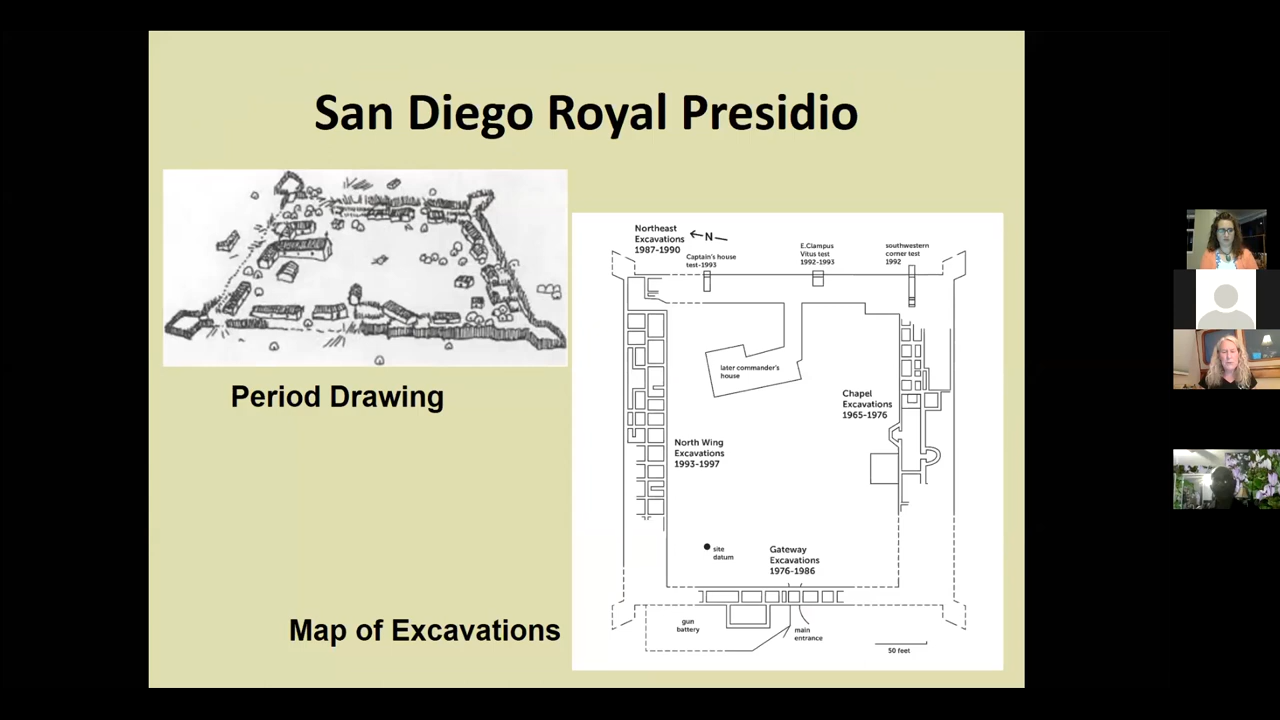 San Diego Royal Presidio
Period Drawing
Map of Excavations
Northeast
Excavations
1987-1990
N
Captain's house
test-1993
E.Clampus
Vitus test
1992-1993
southwestern
corner test
1992
later commander's
house
Chapel
Excavations
1965-1976
North Wing
Excavations
1993-1997
site
datum
Gateway
Excavations
1976-1986
gun
battery
main
entrance
50 feet